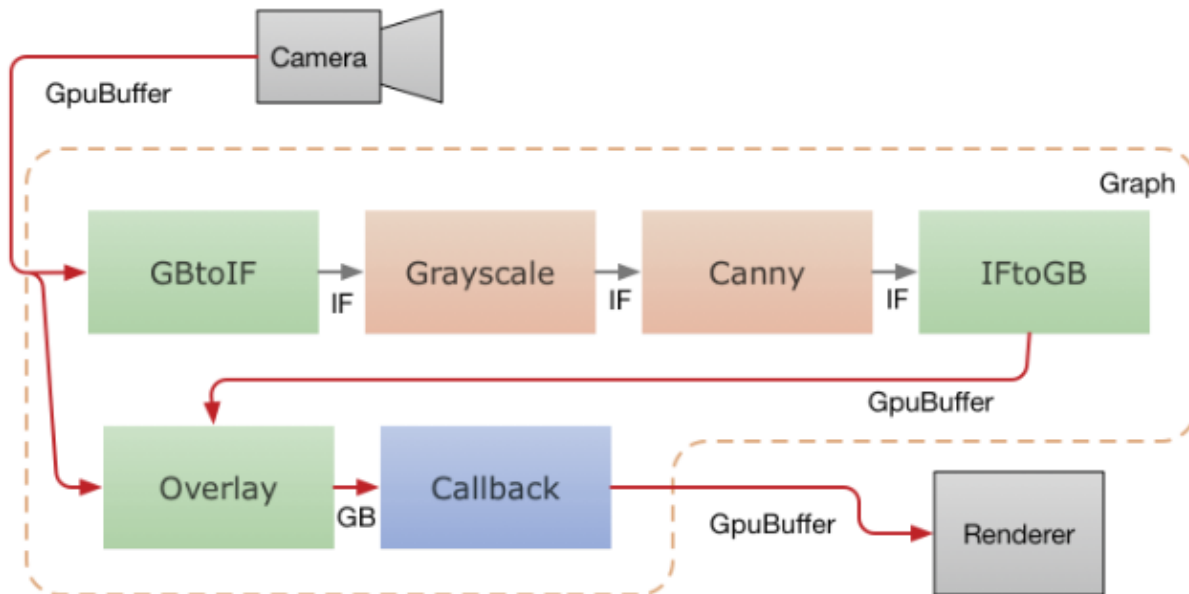 Camera
GpuBuffer
Graph
GBtoIF
IF
Grayscale
IF
Canny
IF
IFtoGB
GpuBuffer
Overlay
GB
Callback
GpuBuffer
Renderer